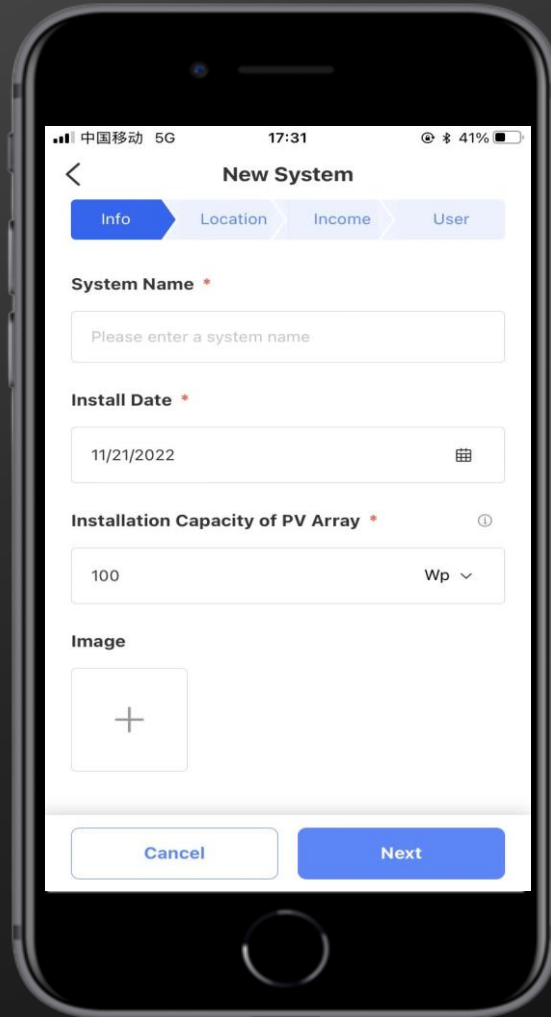 中国移动 5G 17:31 41%
New System
Info Location Income User
System Name *
Please enter a system name
Install Date *
11/21/2022
Installation Capacity of PV Array *
100 Wp
Image
Cancel Next